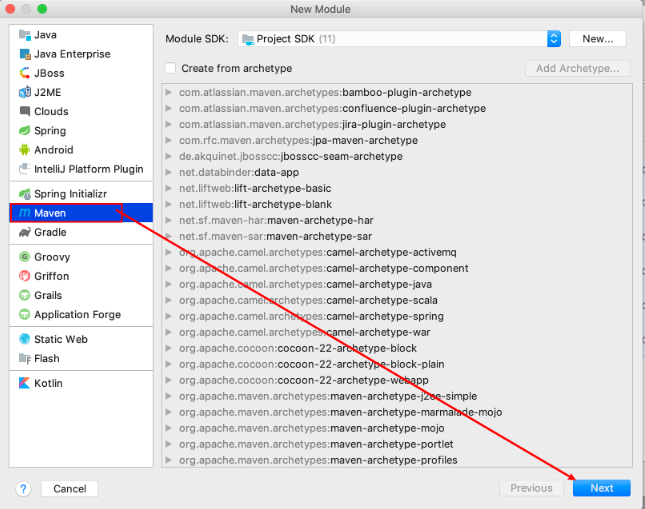 New Module
Java
Java Enterprise
JBoss
J2ME
Clouds
Spring
Android
IntelliJ Platform Plugin
Spring Initializr
Maven
Gradle
Groovy
Griffon
Grails
Application Forge
Static Web
Flash
Kotlin
Module SDK: Project SDK (11) New...
Create from archetype Add Archetype...
com.atlassian.maven.archetypes:bamboo-plugin-archetype
com.atlassian.maven.archetypes:confluence-plugin-archetype
com.atlassian.maven.archetypes:jira-plugin-archetype
com.rfc.maven.archetypes:jpa-maven-archetype
de.akquinet.jbosscc:jbosscc-seam-archetype
net.databinder:data-app
net.liftweb:lift-archetype-basic
net.liftweb:lift-archetype-blank
net.sf.maven-har:maven-archetype-har
net.sf.maven-sar:maven-archetype-sar
org.apache.camel.archetypes:camel-archetype-activemq
org.apache.camel.archetypes:camel-archetype-component
org.apache.camel.archetypes:camel-archetype-java
org.apache.camel.archetypes:camel-archetype-scala
org.apache.camel.archetypes:camel-archetype-spring
org.apache.camel.archetypes:camel-archetype-war
org.apache.cocoon:cocoon-22-archetype-block
org.apache.cocoon:cocoon-22-archetype-block-plain
org.apache.cocoon:cocoon-22-archetype-webapp
org.apache.maven.archetypes:maven-archetype-j2ee-simple
org.apache.maven.archetypes:maven-archetype-marmalade-mojo
org.apache.maven.archetypes:maven-archetype-mojo
org.apache.maven.archetypes:maven-archetype-portlet
org.apache.maven.archetypes:maven-archetype-profiles
? Cancel Previous Next